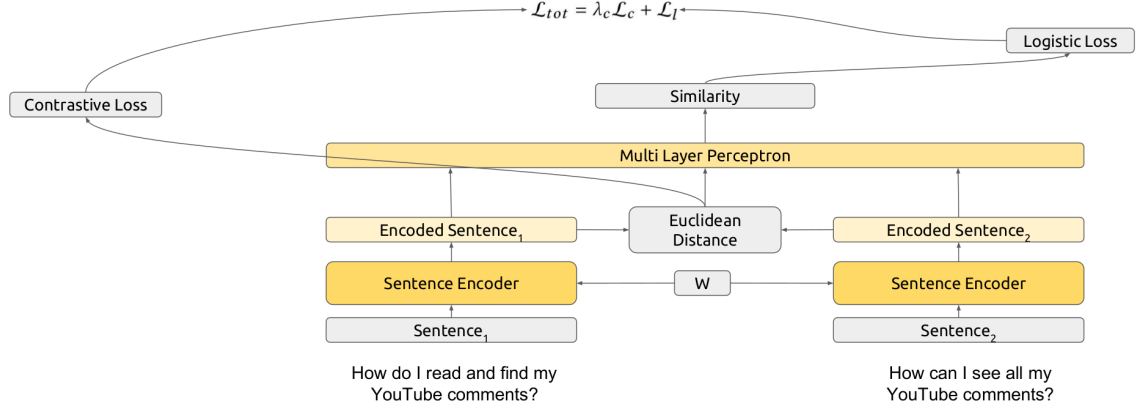 𝓛tot = λc𝓛c + 𝓛l
Logistic Loss
Contrastive Loss
Similarity
Multi Layer Perceptron
Encoded Sentence1
Euclidean
Distance
Encoded Sentence2
Sentence Encoder
W
Sentence Encoder
Sentence1
Sentence2
How do I read and find my
YouTube comments?
How can I see all my
YouTube comments?